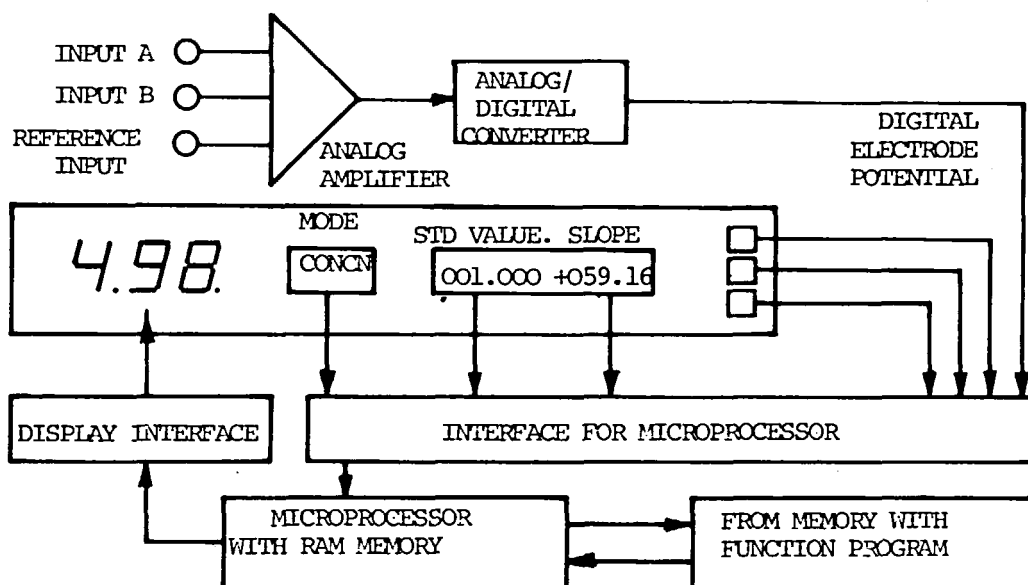 INPUT A
INPUT B
REFERENCE
INPUT
ANALOG
AMPLIFIER
ANALOG/
DIGITAL
CONVERTER
DIGITAL
ELECTRODE
POTENTIAL
4.98.
MODE
CONCN
STD VALUE. SLOPE
001.000 +059.16
DISPLAY INTERFACE
INTERFACE FOR MICROPROCESSOR
MICROPROCESSOR
WITH RAM MEMORY
FROM MEMORY WITH
FUNCTION PROGRAM